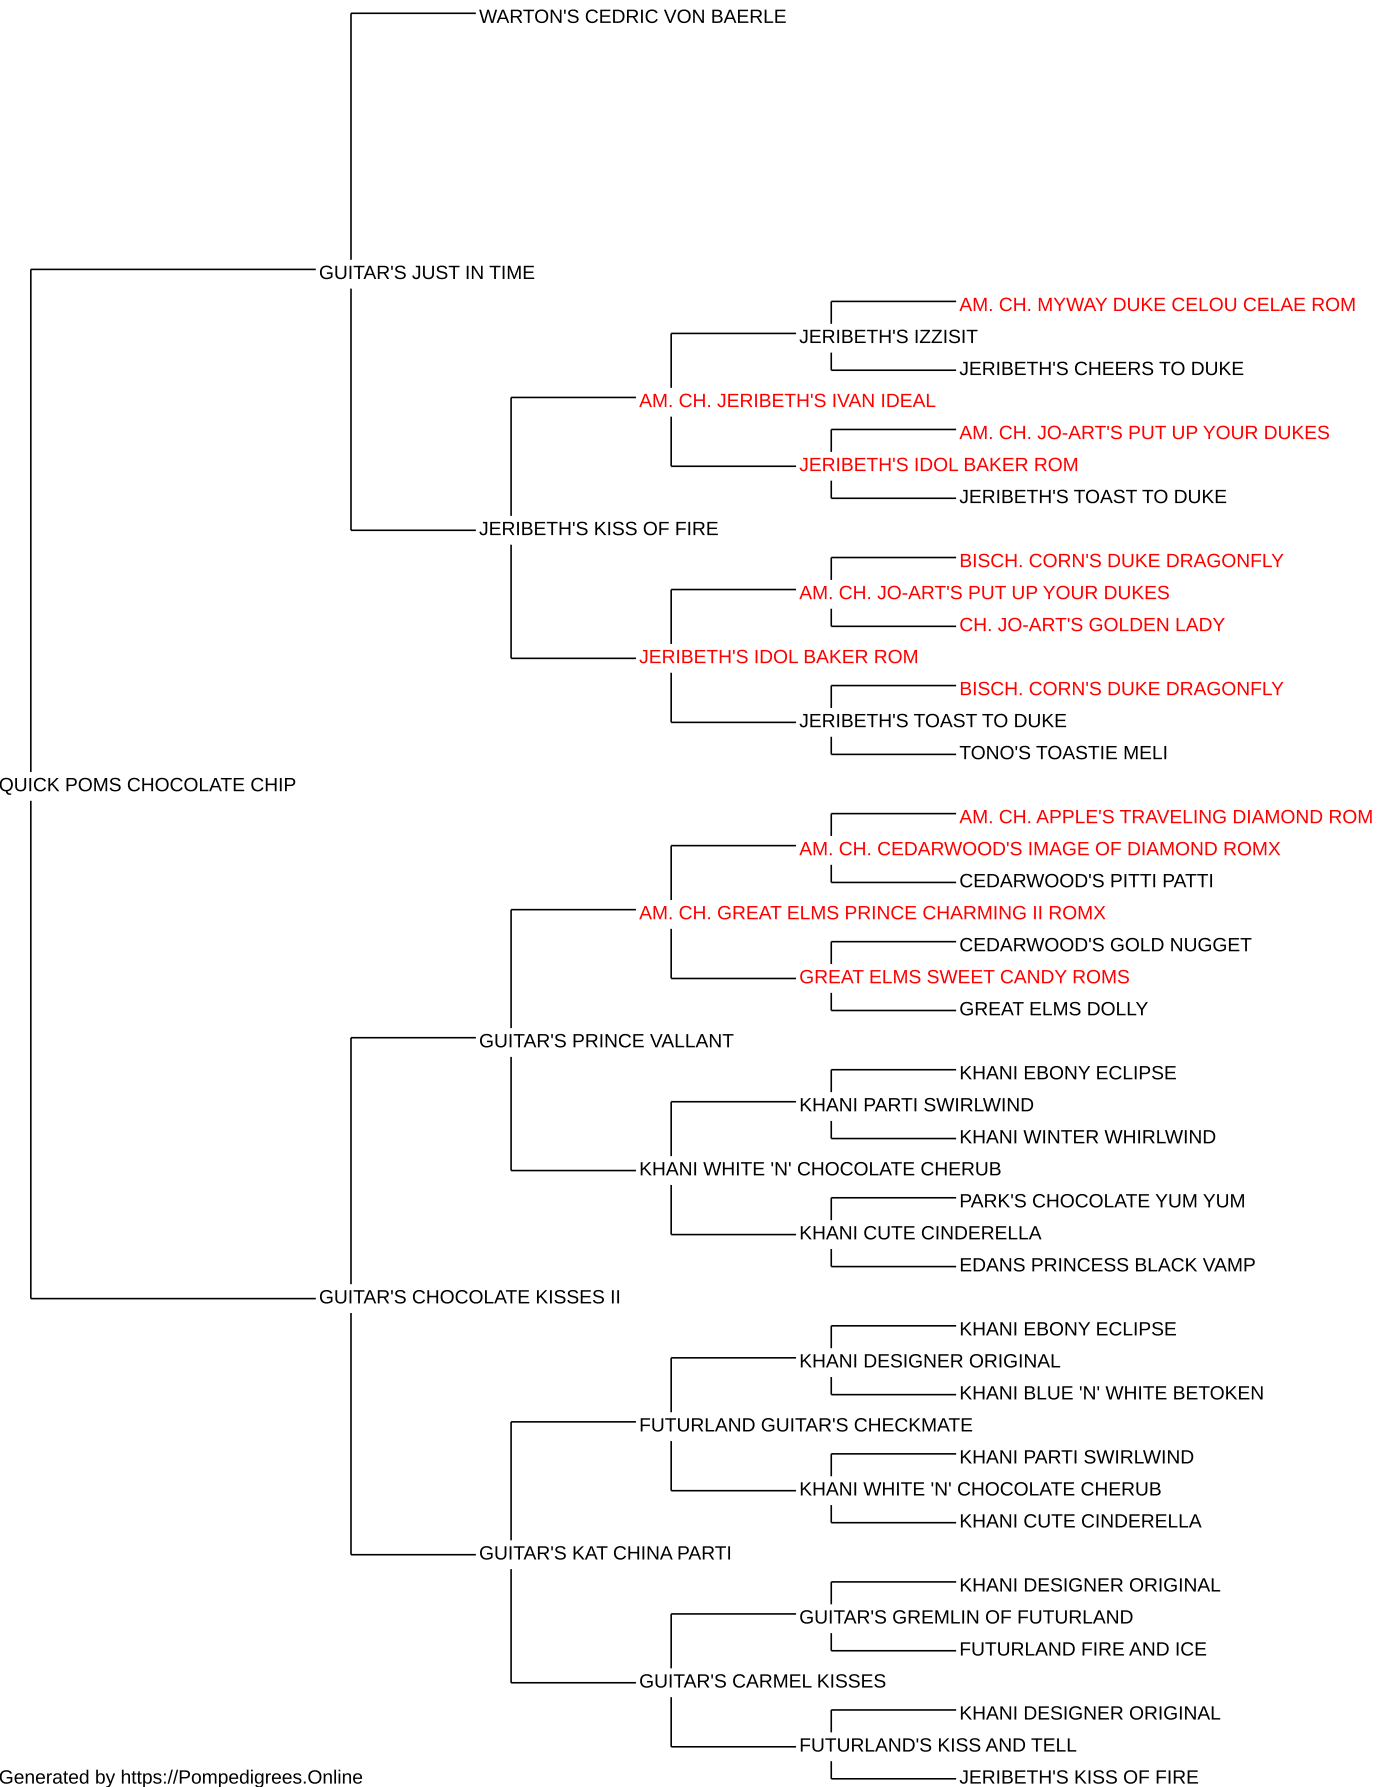 WARTON'S CEDRIC VON BAERLE
GUITAR'S JUST IN TIME
AM. CH. MYWAY DUKE CELOU CELAE ROM
JERIBETH'S IZZISIT
JERIBETH'S CHEERS TO DUKE
AM. CH. JERIBETH'S IVAN IDEAL
AM. CH. JO-ART'S PUT UP YOUR DUKES
JERIBETH'S IDOL BAKER ROM
JERIBETH'S TOAST TO DUKE
JERIBETH'S KISS OF FIRE
BISCH. CORN'S DUKE DRAGONFLY
AM. CH. JO-ART'S PUT UP YOUR DUKES
CH. JO-ART'S GOLDEN LADY
JERIBETH'S IDOL BAKER ROM
BISCH. CORN'S DUKE DRAGONFLY
JERIBETH'S TOAST TO DUKE
TONO'S TOASTIE MELI
QUICK POMS CHOCOLATE CHIP
AM. CH. APPLE'S TRAVELING DIAMOND ROM
AM. CH. CEDARWOOD'S IMAGE OF DIAMOND ROMX
CEDARWOOD'S PITTI PATTI
AM. CH. GREAT ELMS PRINCE CHARMING II ROMX
CEDARWOOD'S GOLD NUGGET
GREAT ELMS SWEET CANDY ROMS
GREAT ELMS DOLLY
GUITAR'S PRINCE VALLANT
KHANI EBONY ECLIPSE
KHANI PARTI SWIRLWIND
KHANI WINTER WHIRLWIND
KHANI WHITE 'N' CHOCOLATE CHERUB
PARK'S CHOCOLATE YUM YUM
KHANI CUTE CINDERELLA
EDANS PRINCESS BLACK VAMP
GUITAR'S CHOCOLATE KISSES II
KHANI EBONY ECLIPSE
KHANI DESIGNER ORIGINAL
KHANI BLUE 'N' WHITE BETOKEN
FUTURLAND GUITAR'S CHECKMATE
KHANI PARTI SWIRLWIND
KHANI WHITE 'N' CHOCOLATE CHERUB
KHANI CUTE CINDERELLA
GUITAR'S KAT CHINA PARTI
KHANI DESIGNER ORIGINAL
GUITAR'S GREMLIN OF FUTURLAND
FUTURLAND FIRE AND ICE
GUITAR'S CARMEL KISSES
KHANI DESIGNER ORIGINAL
FUTURLAND'S KISS AND TELL
JERIBETH'S KISS OF FIRE
Generated by https://Pompedigrees.Online